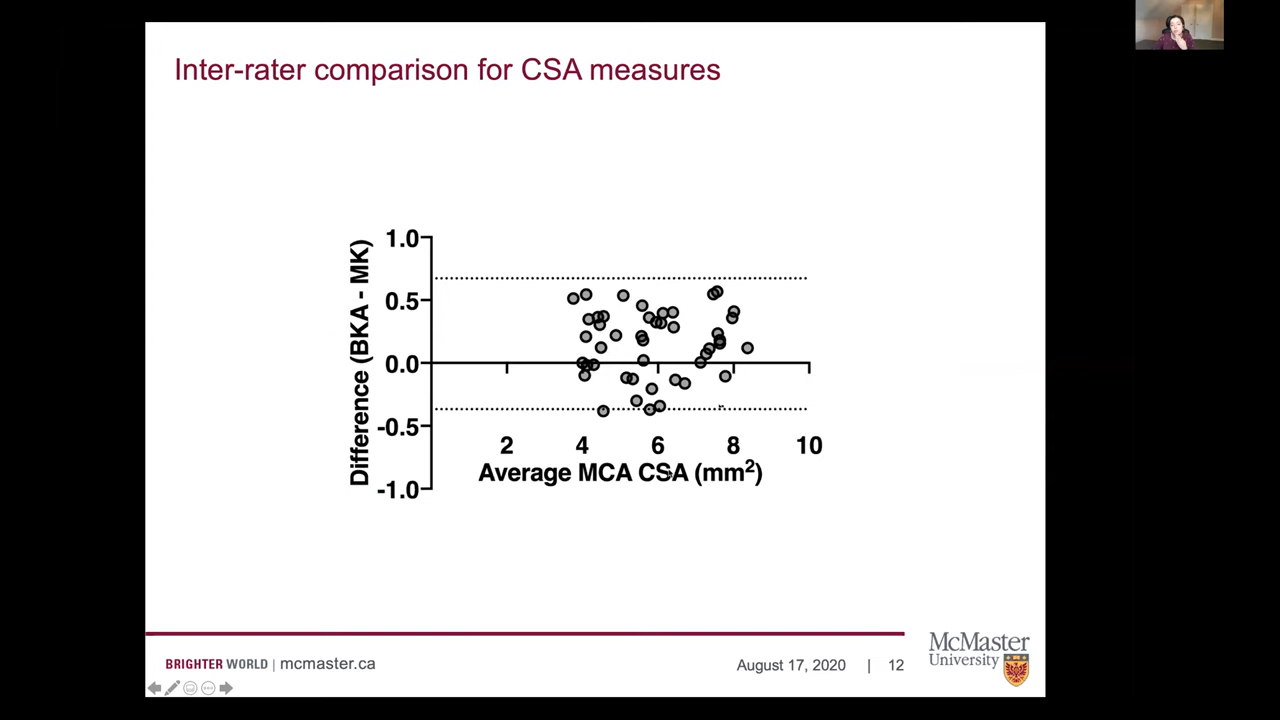 Inter-rater comparison for CSA measures
Difference (BKA - MK)
1.0
0.5
0.0
-0.5
-1.0
2 4 6 8 10
Average MCA CSA (mm²)
BRIGHTER WORLD | mcmaster.ca
August 17, 2020 | 12
McMaster
University